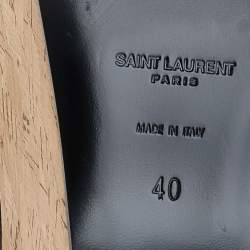 SAINT LAURENT
PARIS
MADE IN ITALY
40